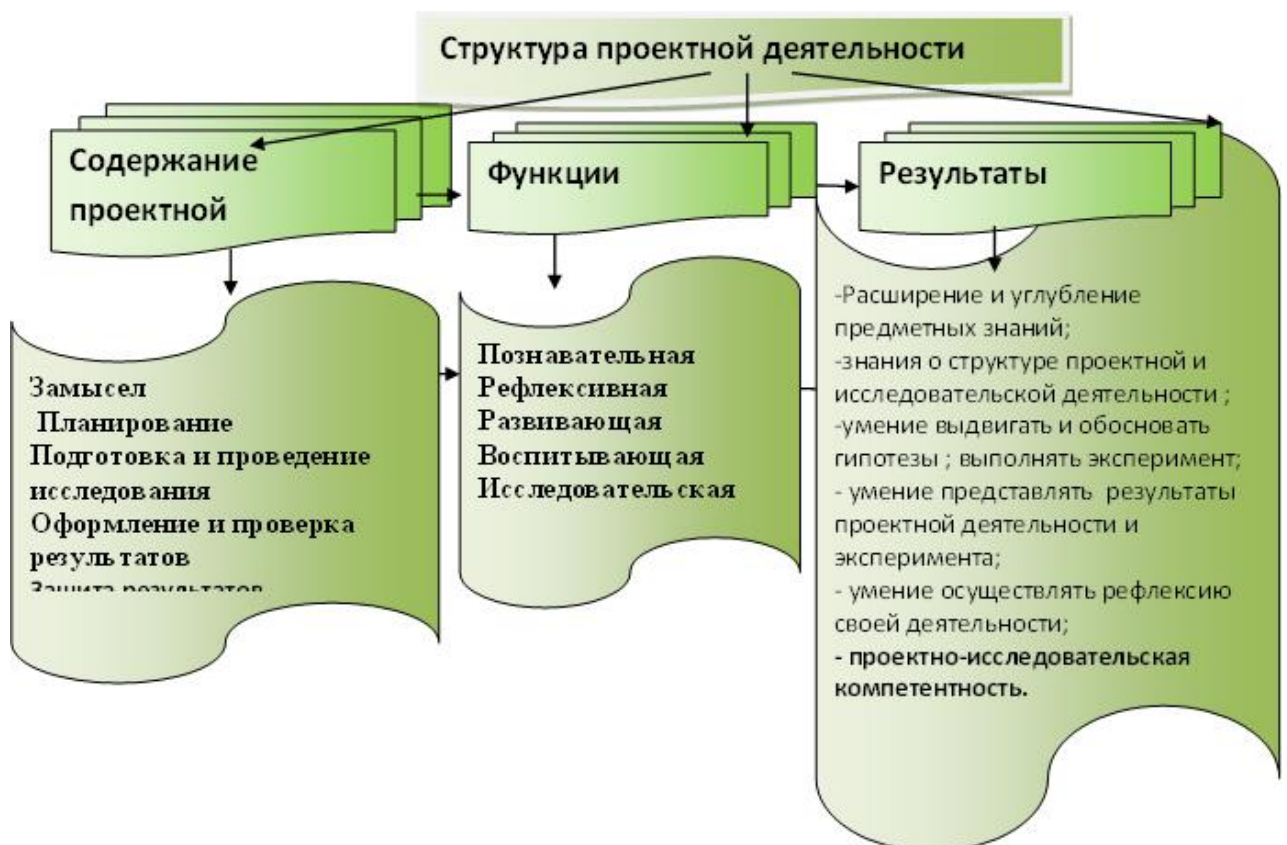 Структура проектной деятельности
Содержание
проектной
Функции
Результаты
Замысел
Планирование
Подготовка и проведение
исследования
Оформление и проверка
результатов
Защита результатов
Познавательная
Рефлексивная
Развивающая
Воспитывающая
Исследовательская
-Расширение и углубление
предметных знаний;
-знания о структуре проектной и
исследовательской деятельности ;
-умение выдвигать и обосновать
гипотезы ; выполнять эксперимент;
- умение представлять результаты
проектной деятельности и
эксперимента;
- умение осуществлять рефлексию
своей деятельности;
- проектно-исследовательская
компетентность.